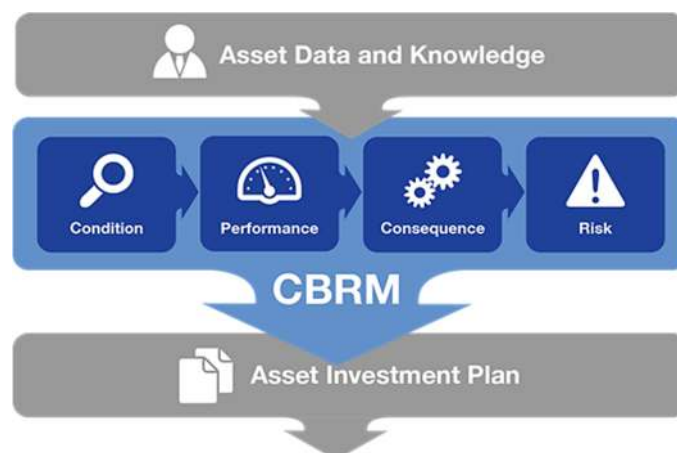 Asset Data and Knowledge
Condition
Performance
Consequence
Risk
CBRM
Asset Investment Plan